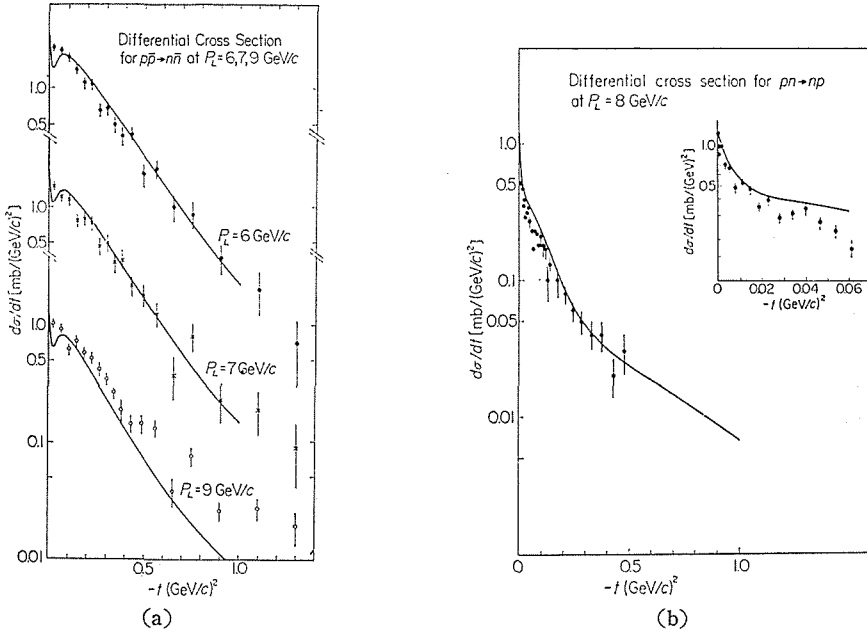 Differential Cross Section
for pp̄→nn̄ at P_L=6,7,9 GeV/c
1.0
0.5
P_L=6 GeV/c
1.0
0.5
P_L=7 GeV/c
1.0
0.5
0.1
P_L=9 GeV/c
0.01
0
0.5
1.0
dσ/dt [mb/(GeV/c)²]
-t (GeV/c)²
(a)
Differential cross section for pn→np
at P_L=8 GeV/c
1.0
0.5
0.1
0.05
0.01
0
0.5
1.0
dσ/dt [mb/(GeV/c)²]
-t (GeV/c)²
1.0
0.5
0
0.02
0.04
0.06
dσ/dt [mb/(GeV)²]
-t (GeV/c)²
(b)